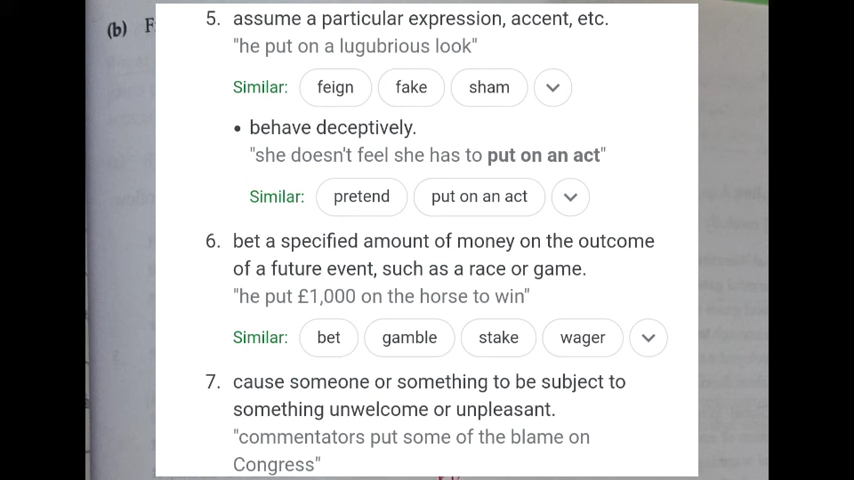 (b) F
5. assume a particular expression, accent, etc.
"he put on a lugubrious look"
Similar: feign fake sham
• behave deceptively.
"she doesn't feel she has to put on an act"
Similar: pretend put on an act
6. bet a specified amount of money on the outcome
of a future event, such as a race or game.
"he put £1,000 on the horse to win"
Similar: bet gamble stake wager
7. cause someone or something to be subject to
something unwelcome or unpleasant.
"commentators put some of the blame on
Congress"